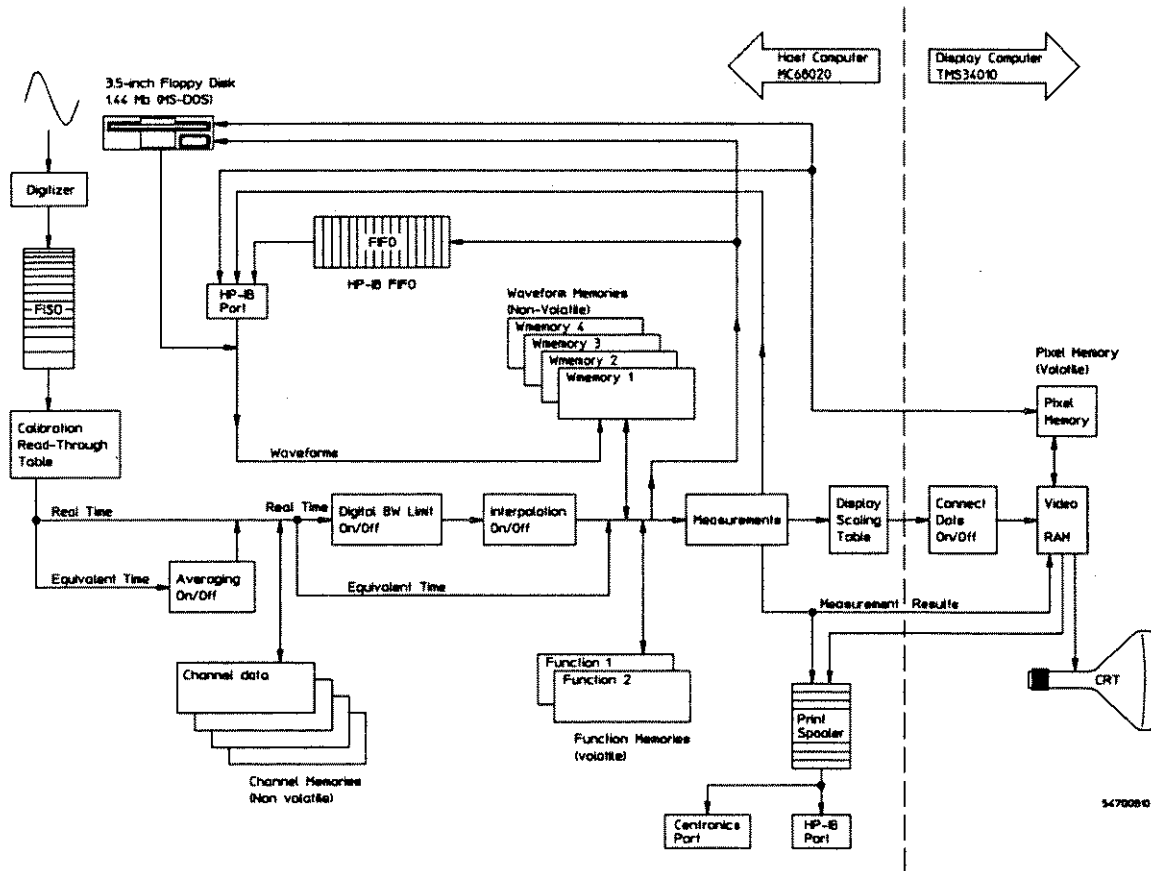 Host Computer
MC68020
Display Computer
TMS34010
3.5-inch Floppy Disk
1.44 Mb (MS-DOS)
Digitizer
FISO
FIFO
HP-IB FIFO
HP-IB
Port
Waveform Memories
(Non-Volatile)
Wmemory 4
Wmemory 3
Wmemory 2
Wmemory 1
Pixel Memory
(Volatile)
Pixel
Memory
Calibration
Read-Through
Table
Waveforms
Real Time
Real Time
Digital BW Limit
On/Off
Interpolation
On/Off
Measurements
Display
Scaling
Table
Connect
Dots
On/Off
Video
RAM
Equivalent Time
Averaging
On/Off
Equivalent Time
Measurement Results
Channel data
Function 1
Function 2
CRT
Print
Spooler
Function Memories
(volatile)
Channel Memories
(Non volatile)
Centronics
Port
HP-IB
Port
54700B10